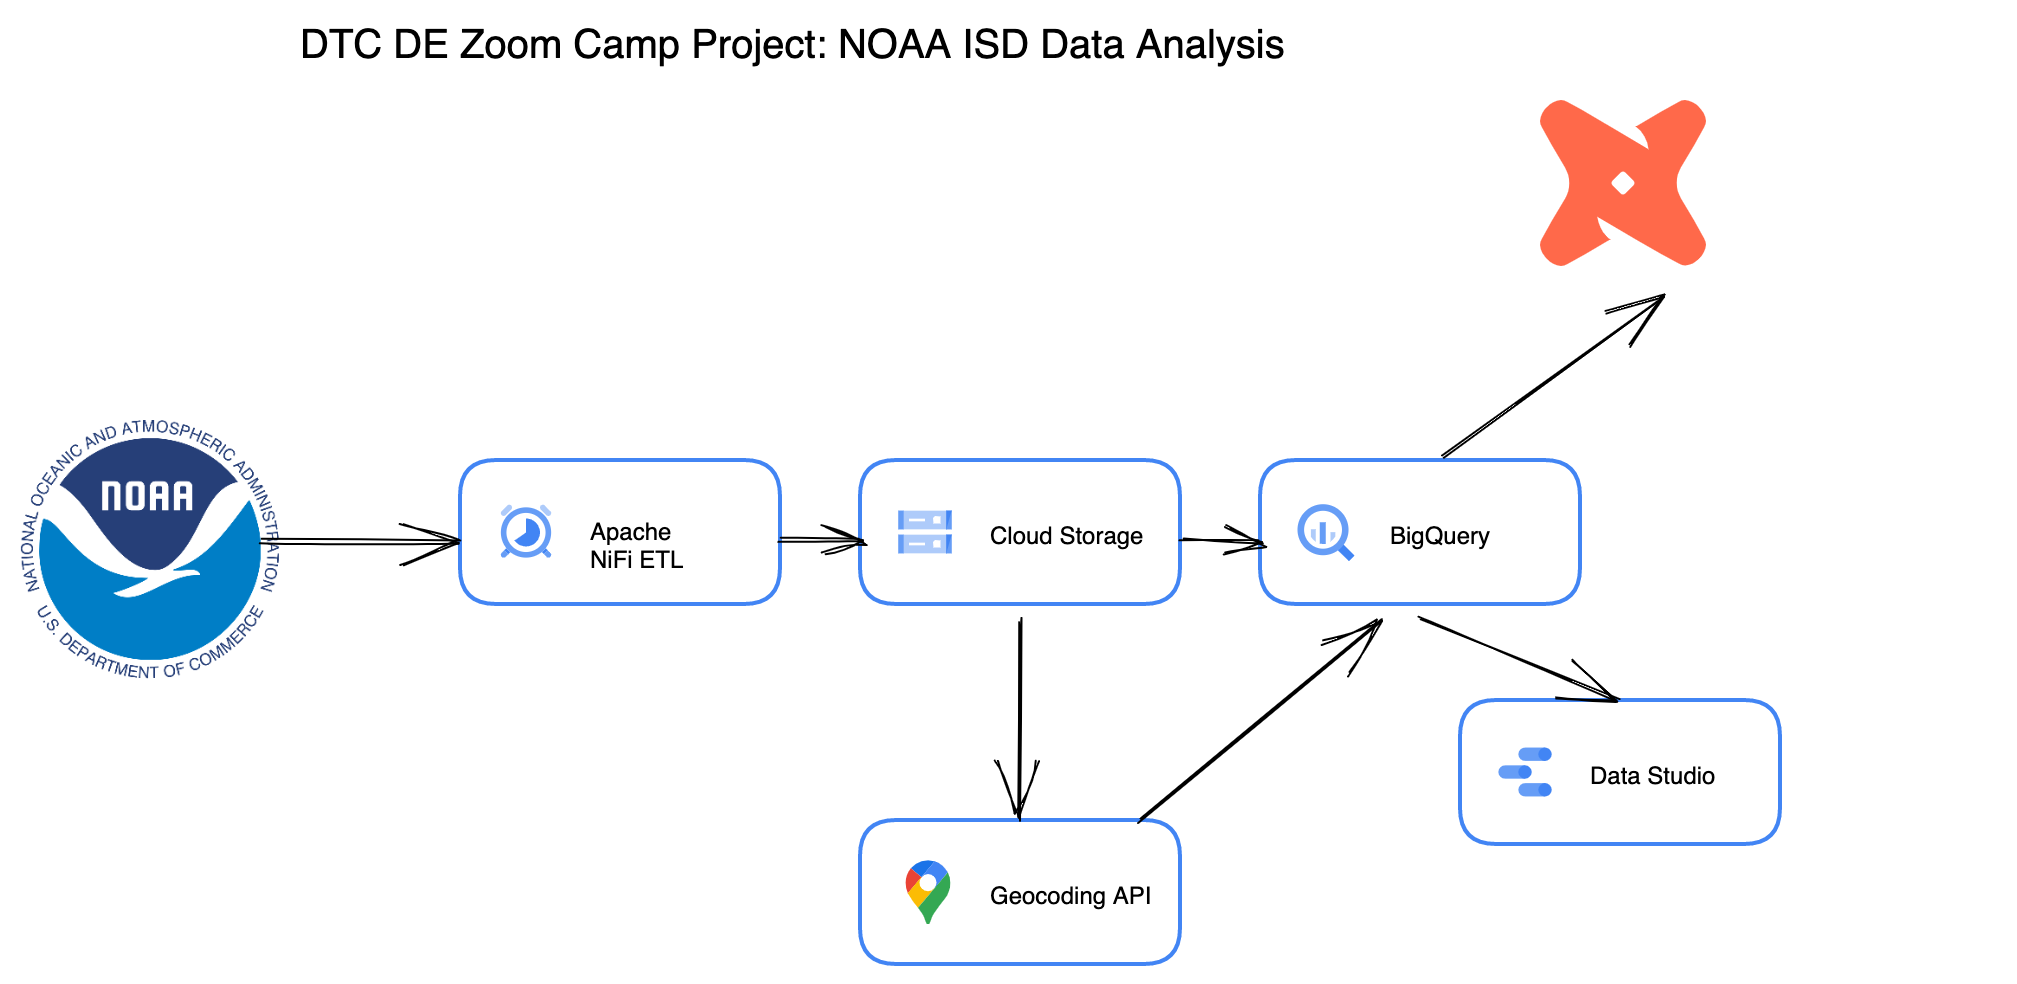 DTC DE Zoom Camp Project: NOAA ISD Data Analysis
NATIONAL OCEANIC AND ATMOSPHERIC ADMINISTRATION
NOAA
U.S. DEPARTMENT OF COMMERCE
Apache
NiFi ETL
Cloud Storage
BigQuery
Data Studio
Geocoding API